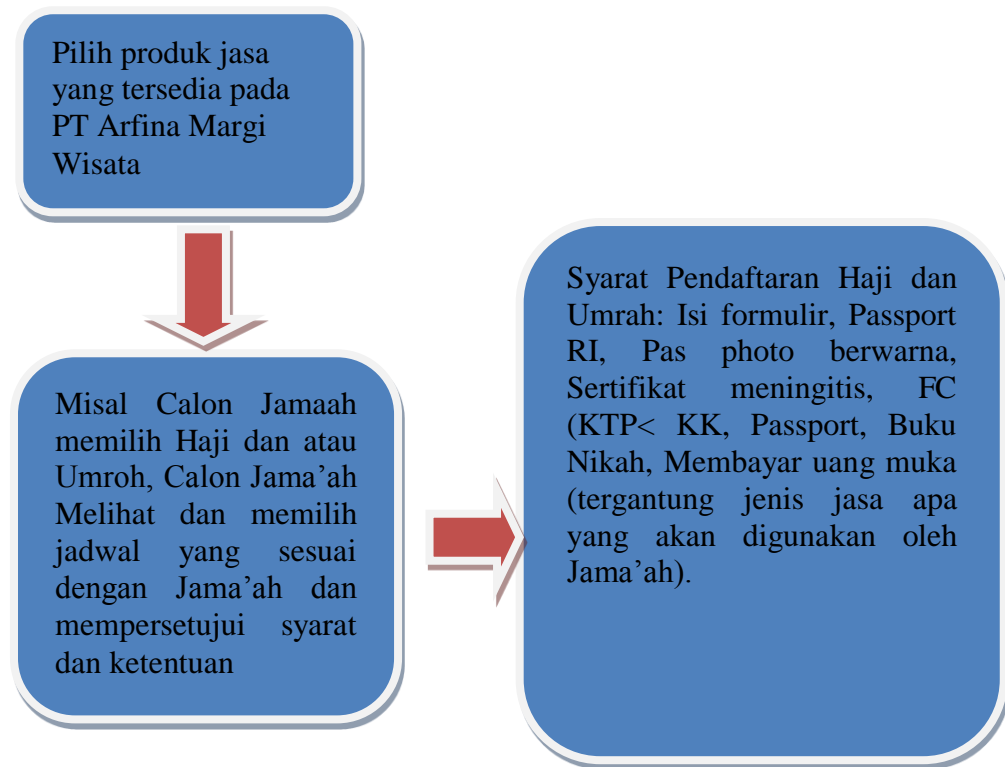 Pilih produk jasa
yang tersedia pada
PT Arfina Margi
Wisata
Misal Calon Jamaah
memilih Haji dan atau
Umroh, Calon Jama’ah
Melihat dan memilih
jadwal yang sesuai
dengan Jama’ah dan
mempersetujui syarat
dan ketentuan
Syarat Pendaftaran Haji dan
Umrah: Isi formulir, Passport
RI, Pas photo berwarna,
Sertifikat meningitis, FC
(KTP< KK, Passport, Buku
Nikah, Membayar uang muka
(tergantung jenis jasa apa
yang akan digunakan oleh
Jama’ah).